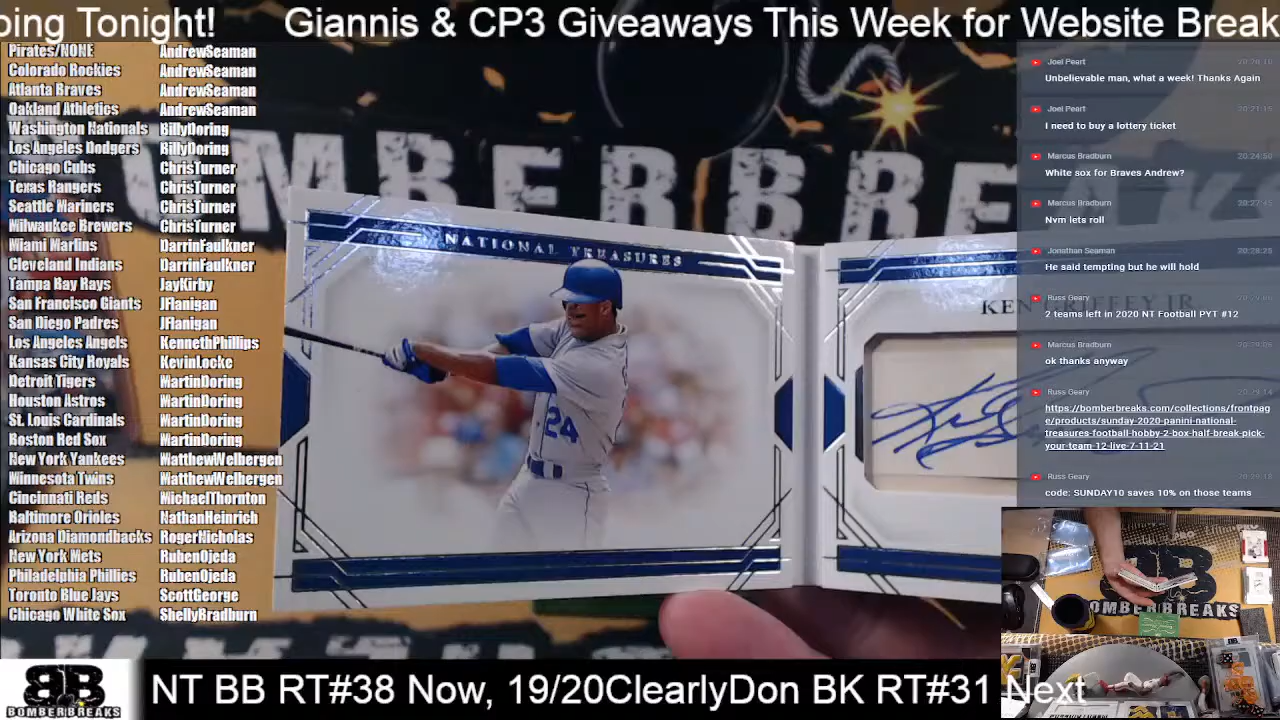 oing Tonight! Giannis & CP3 Giveaways This Week for Website Break
Pirates/NONE AndrewSeaman
Colorado Rockies AndrewSeaman
Atlanta Braves AndrewSeaman
Oakland Athletics AndrewSeaman
Washington Nationals BillyDoring
Los Angeles Dodgers BillyDoring
Chicago Cubs ChrisTurner
Texas Rangers ChrisTurner
Seattle Mariners ChrisTurner
Milwaukee Brewers ChrisTurner
Miami Marlins DarrinFaulkner
Cleveland Indians DarrinFaulkner
Tampa Bay Rays JayKirby
San Francisco Giants JFlanigan
San Diego Padres JFlanigan
Los Angeles Angels KennethPhillips
Kansas City Royals KevinLocke
Detroit Tigers MartinDoring
Houston Astros MartinDoring
St. Louis Cardinals MartinDoring
Boston Red Sox MartinDoring
New York Yankees MatthewWelbergen
Minnesota Twins MatthewWelbergen
Cincinnati Reds MichaelThornton
Baltimore Orioles NathanHeinrich
Arizona Diamondbacks RogerNicholas
New York Mets RubenOjeda
Philadelphia Phillies RubenOjeda
Toronto Blue Jays ScottGeorge
Chicago White Sox ShellyBradburn
BOMBERBREAKS
NATIONAL TREASURES
24
KEN GRIFFEY JR
Joel Peart
Unbelievable man, what a week! Thanks Again
Joel Peart
I need to buy a lottery ticket
Marcus Bradburn
White sox for Braves Andrew?
Marcus Bradburn
Nvm lets roll
Jonathan Seaman
He said tempting but he will hold
Russ Geary
2 teams left in 2020 NT Football PYT #12
Marcus Bradburn
ok thanks anyway
Russ Geary
https://bomberbreaks.com/collections/frontpag
e/products/sunday-2020-panini-national-
treasures-football-hobby-2-box-half-break-pick-
your-team-12-live-7-11-21
Russ Geary
code: SUNDAY10 saves 10% on those teams
BOMBERBREAKS
BB
BOMBERBREAKS
NT BB RT#38 Now, 19/20ClearlyDon BK RT#31 Next